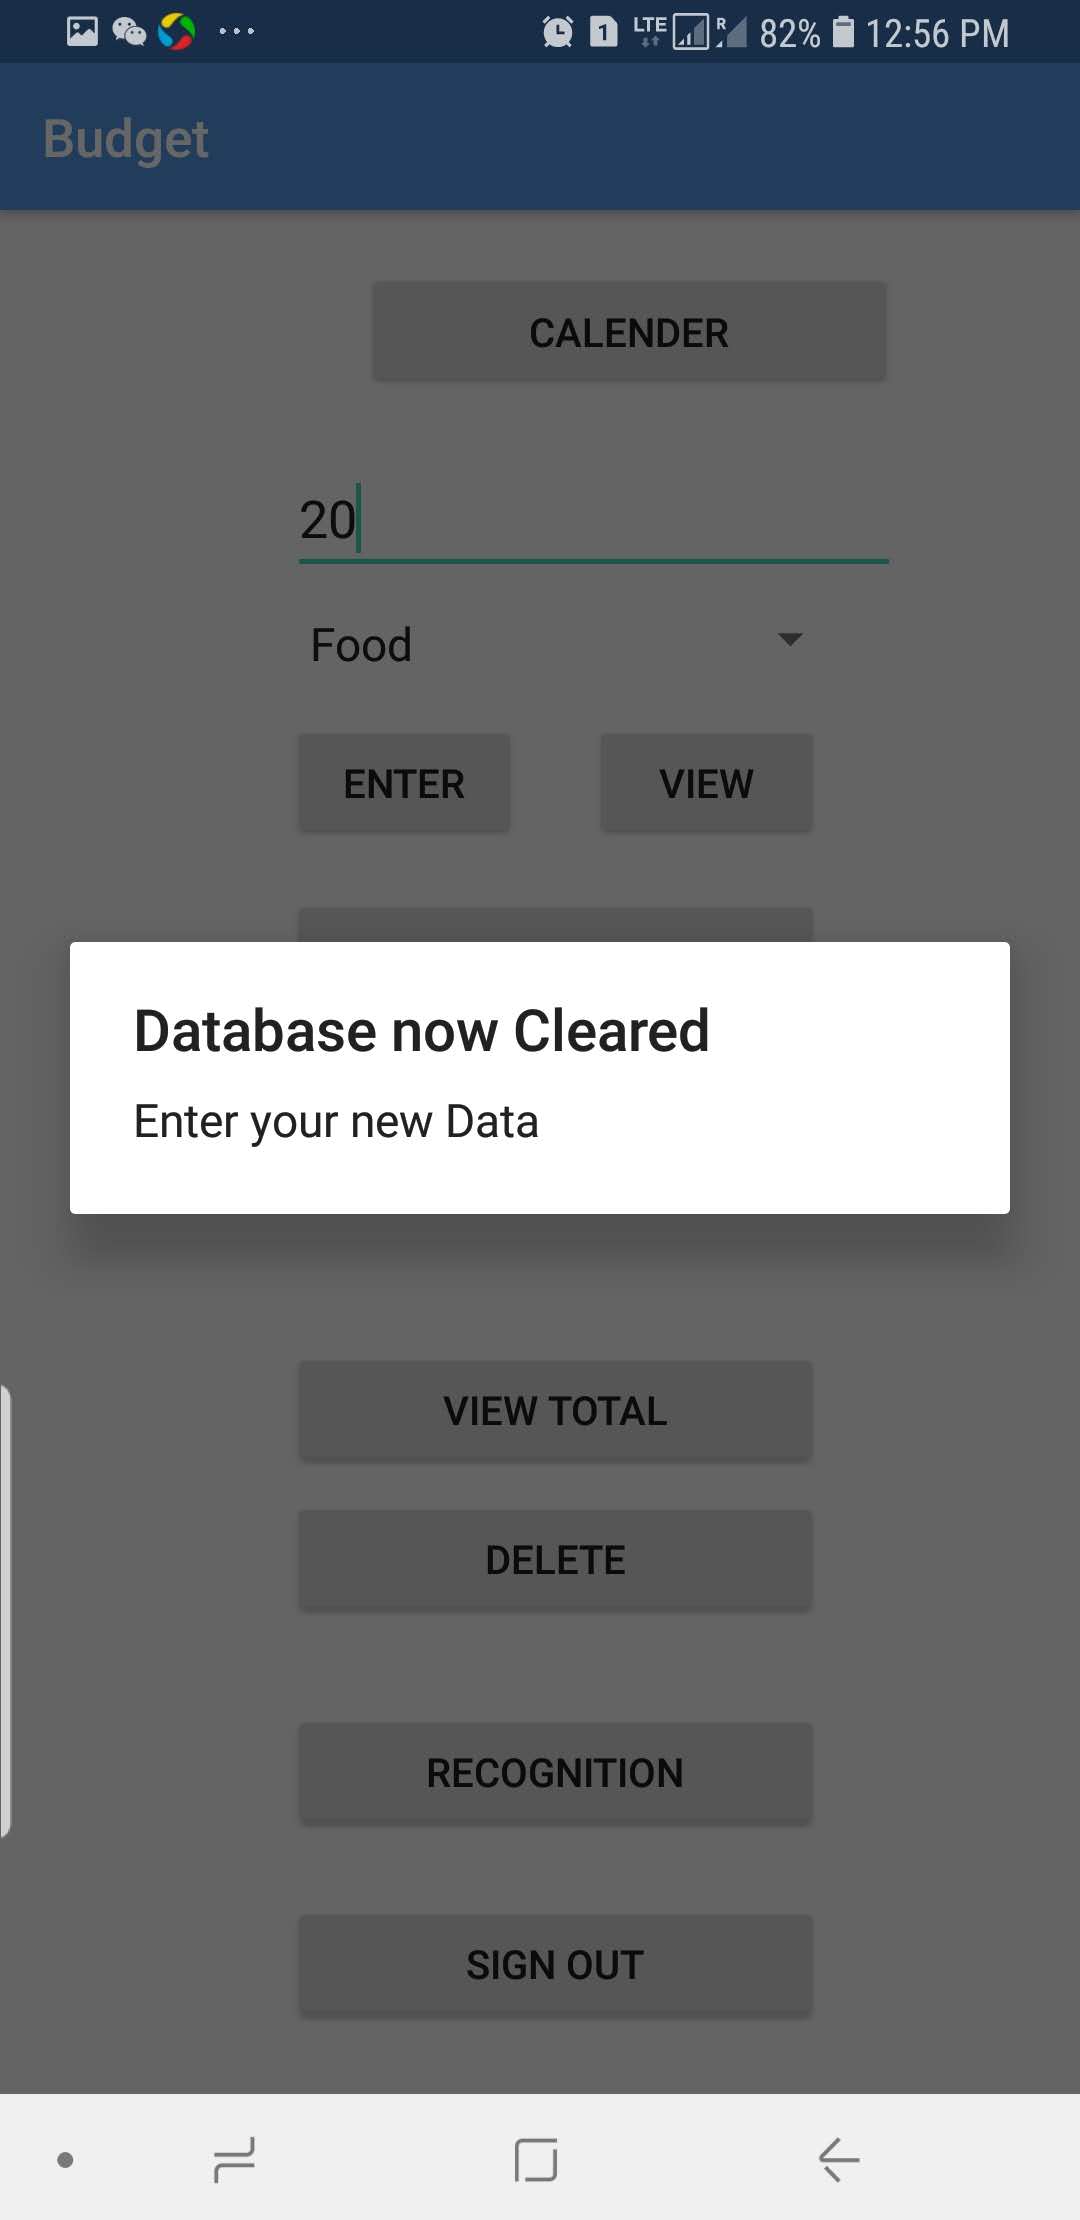 1 LTE R 82% 12:56 PM
Budget
CALENDER
20
Food
ENTER VIEW
Database now Cleared
Enter your new Data
VIEW TOTAL
DELETE
RECOGNITION
SIGN OUT